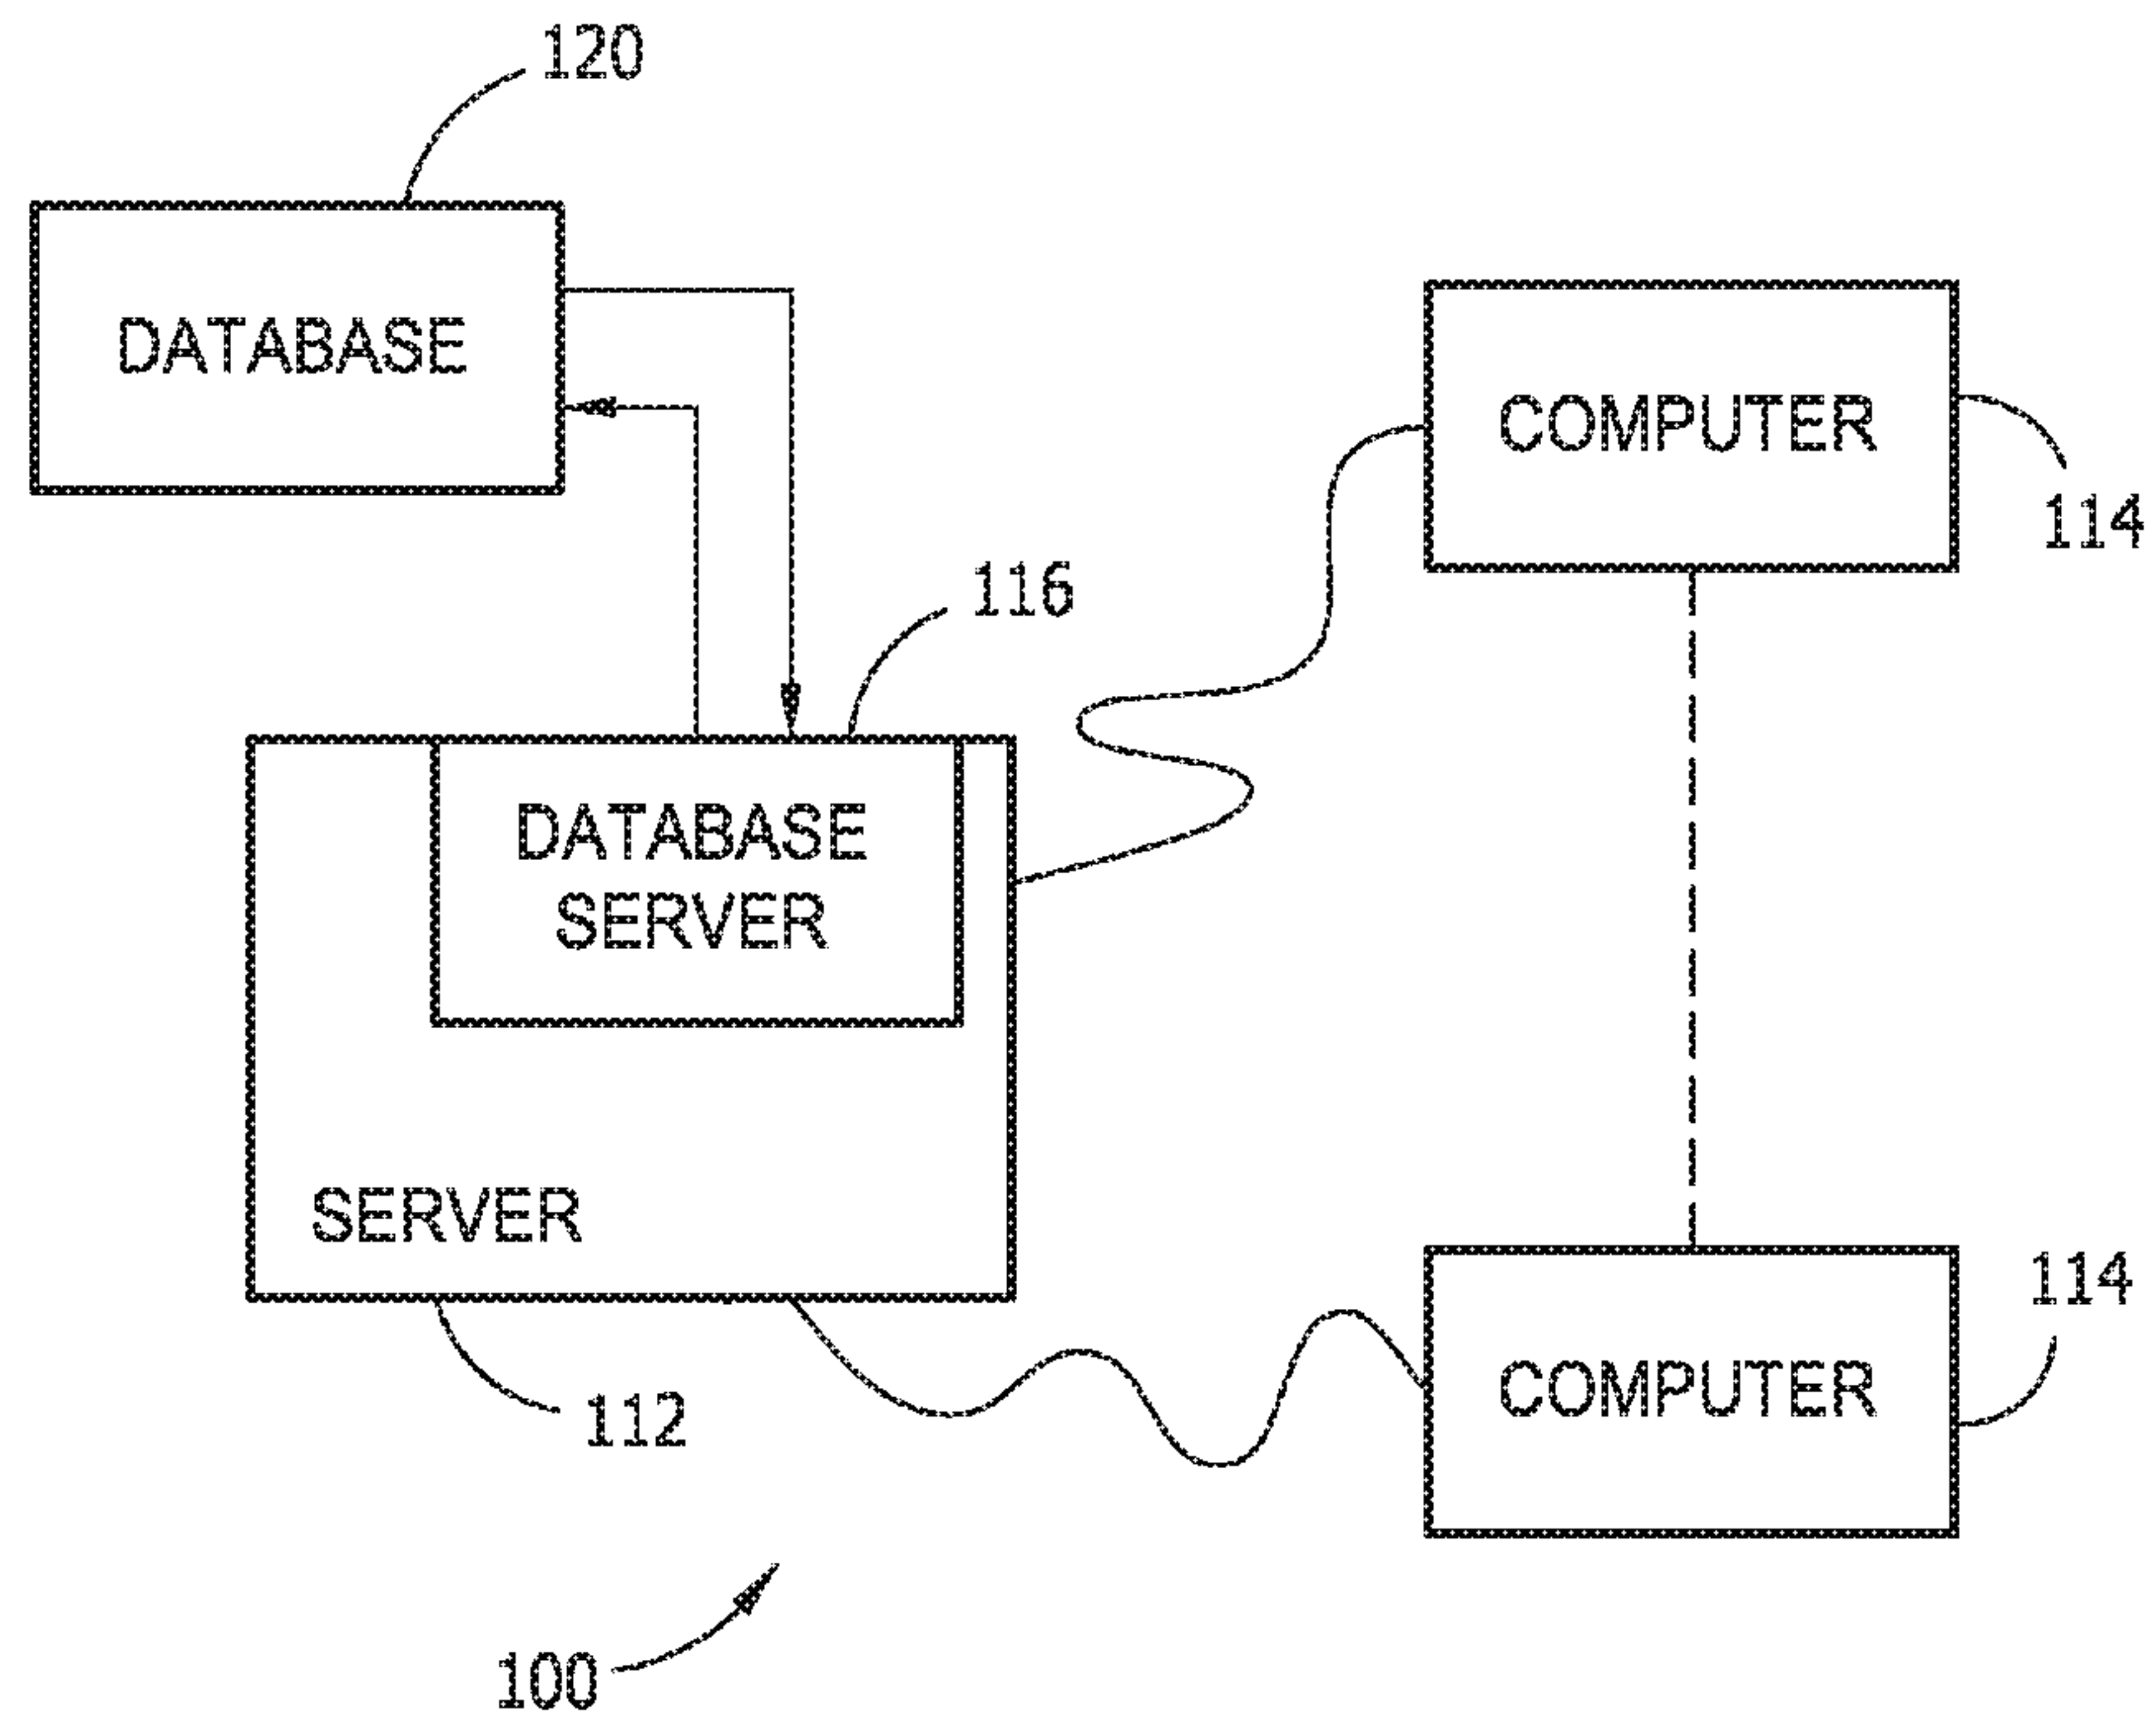 120
DATABASE
COMPUTER
114
116
DATABASE
SERVER
SERVER
114
COMPUTER
112
100